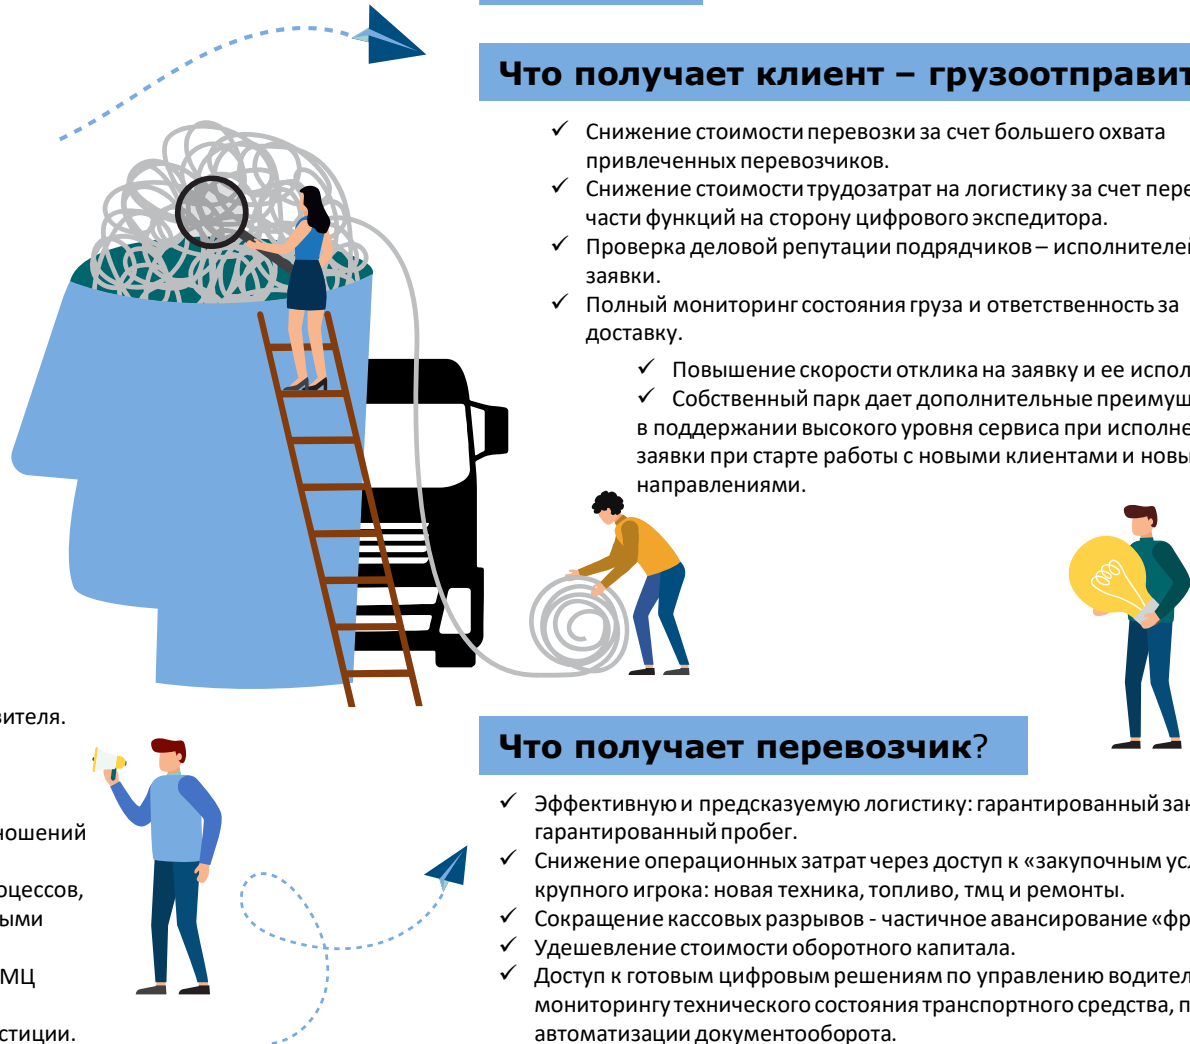 Что получает клиент – грузоотправит
✓ Снижение стоимости перевозки за счет большего охвата
привлеченных перевозчиков.
✓ Снижение стоимости трудозатрат на логистику за счет пере
части функций на сторону цифрового экспедитора.
✓ Проверка деловой репутации подрядчиков – исполнителей
заявки.
✓ Полный мониторинг состояния груза и ответственность за
доставку.
✓ Повышение скорости отклика на заявку и ее испол
✓ Собственный парк дает дополнительные преимущ
в поддержании высокого уровня сервиса при исполне
заявки при старте работы с новыми клиентами и новы
направлениями.
вителя.
ношений
оцессов,
ыми
МЦ
стиции.
Что получает перевозчик?
✓ Эффективную и предсказуемую логистику: гарантированный зак
гарантированный пробег.
✓ Снижение операционных затрат через доступ к «закупочным усл
крупного игрока: новая техника, топливо, тмц и ремонты.
✓ Сокращение кассовых разрывов - частичное авансирование «фр
✓ Удешевление стоимости оборотного капитала.
✓ Доступ к готовым цифровым решениям по управлению водител
мониторингу технического состояния транспортного средства, п
автоматизации документооборота.